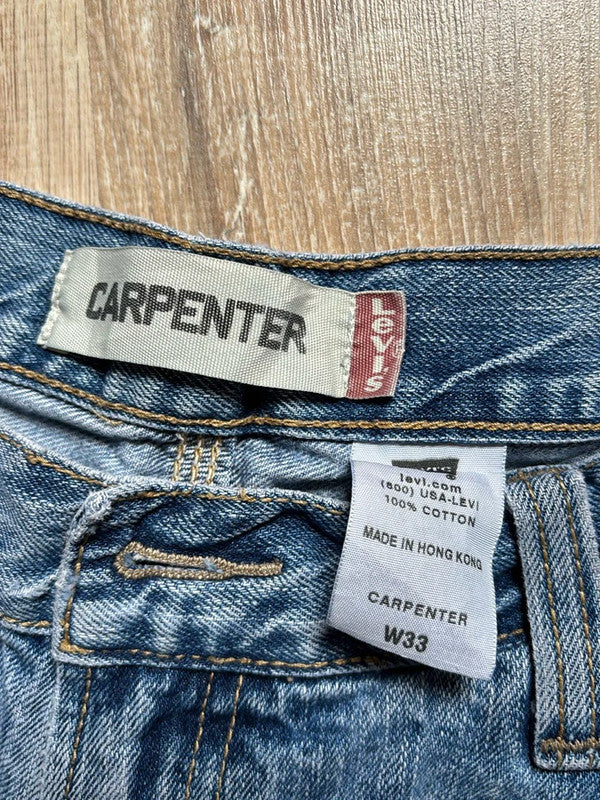 CARPENTER
Levi's
levi.com
(800) USA-LEVI
100% COTTON
MADE IN HONG KONG
CARPENTER
W33